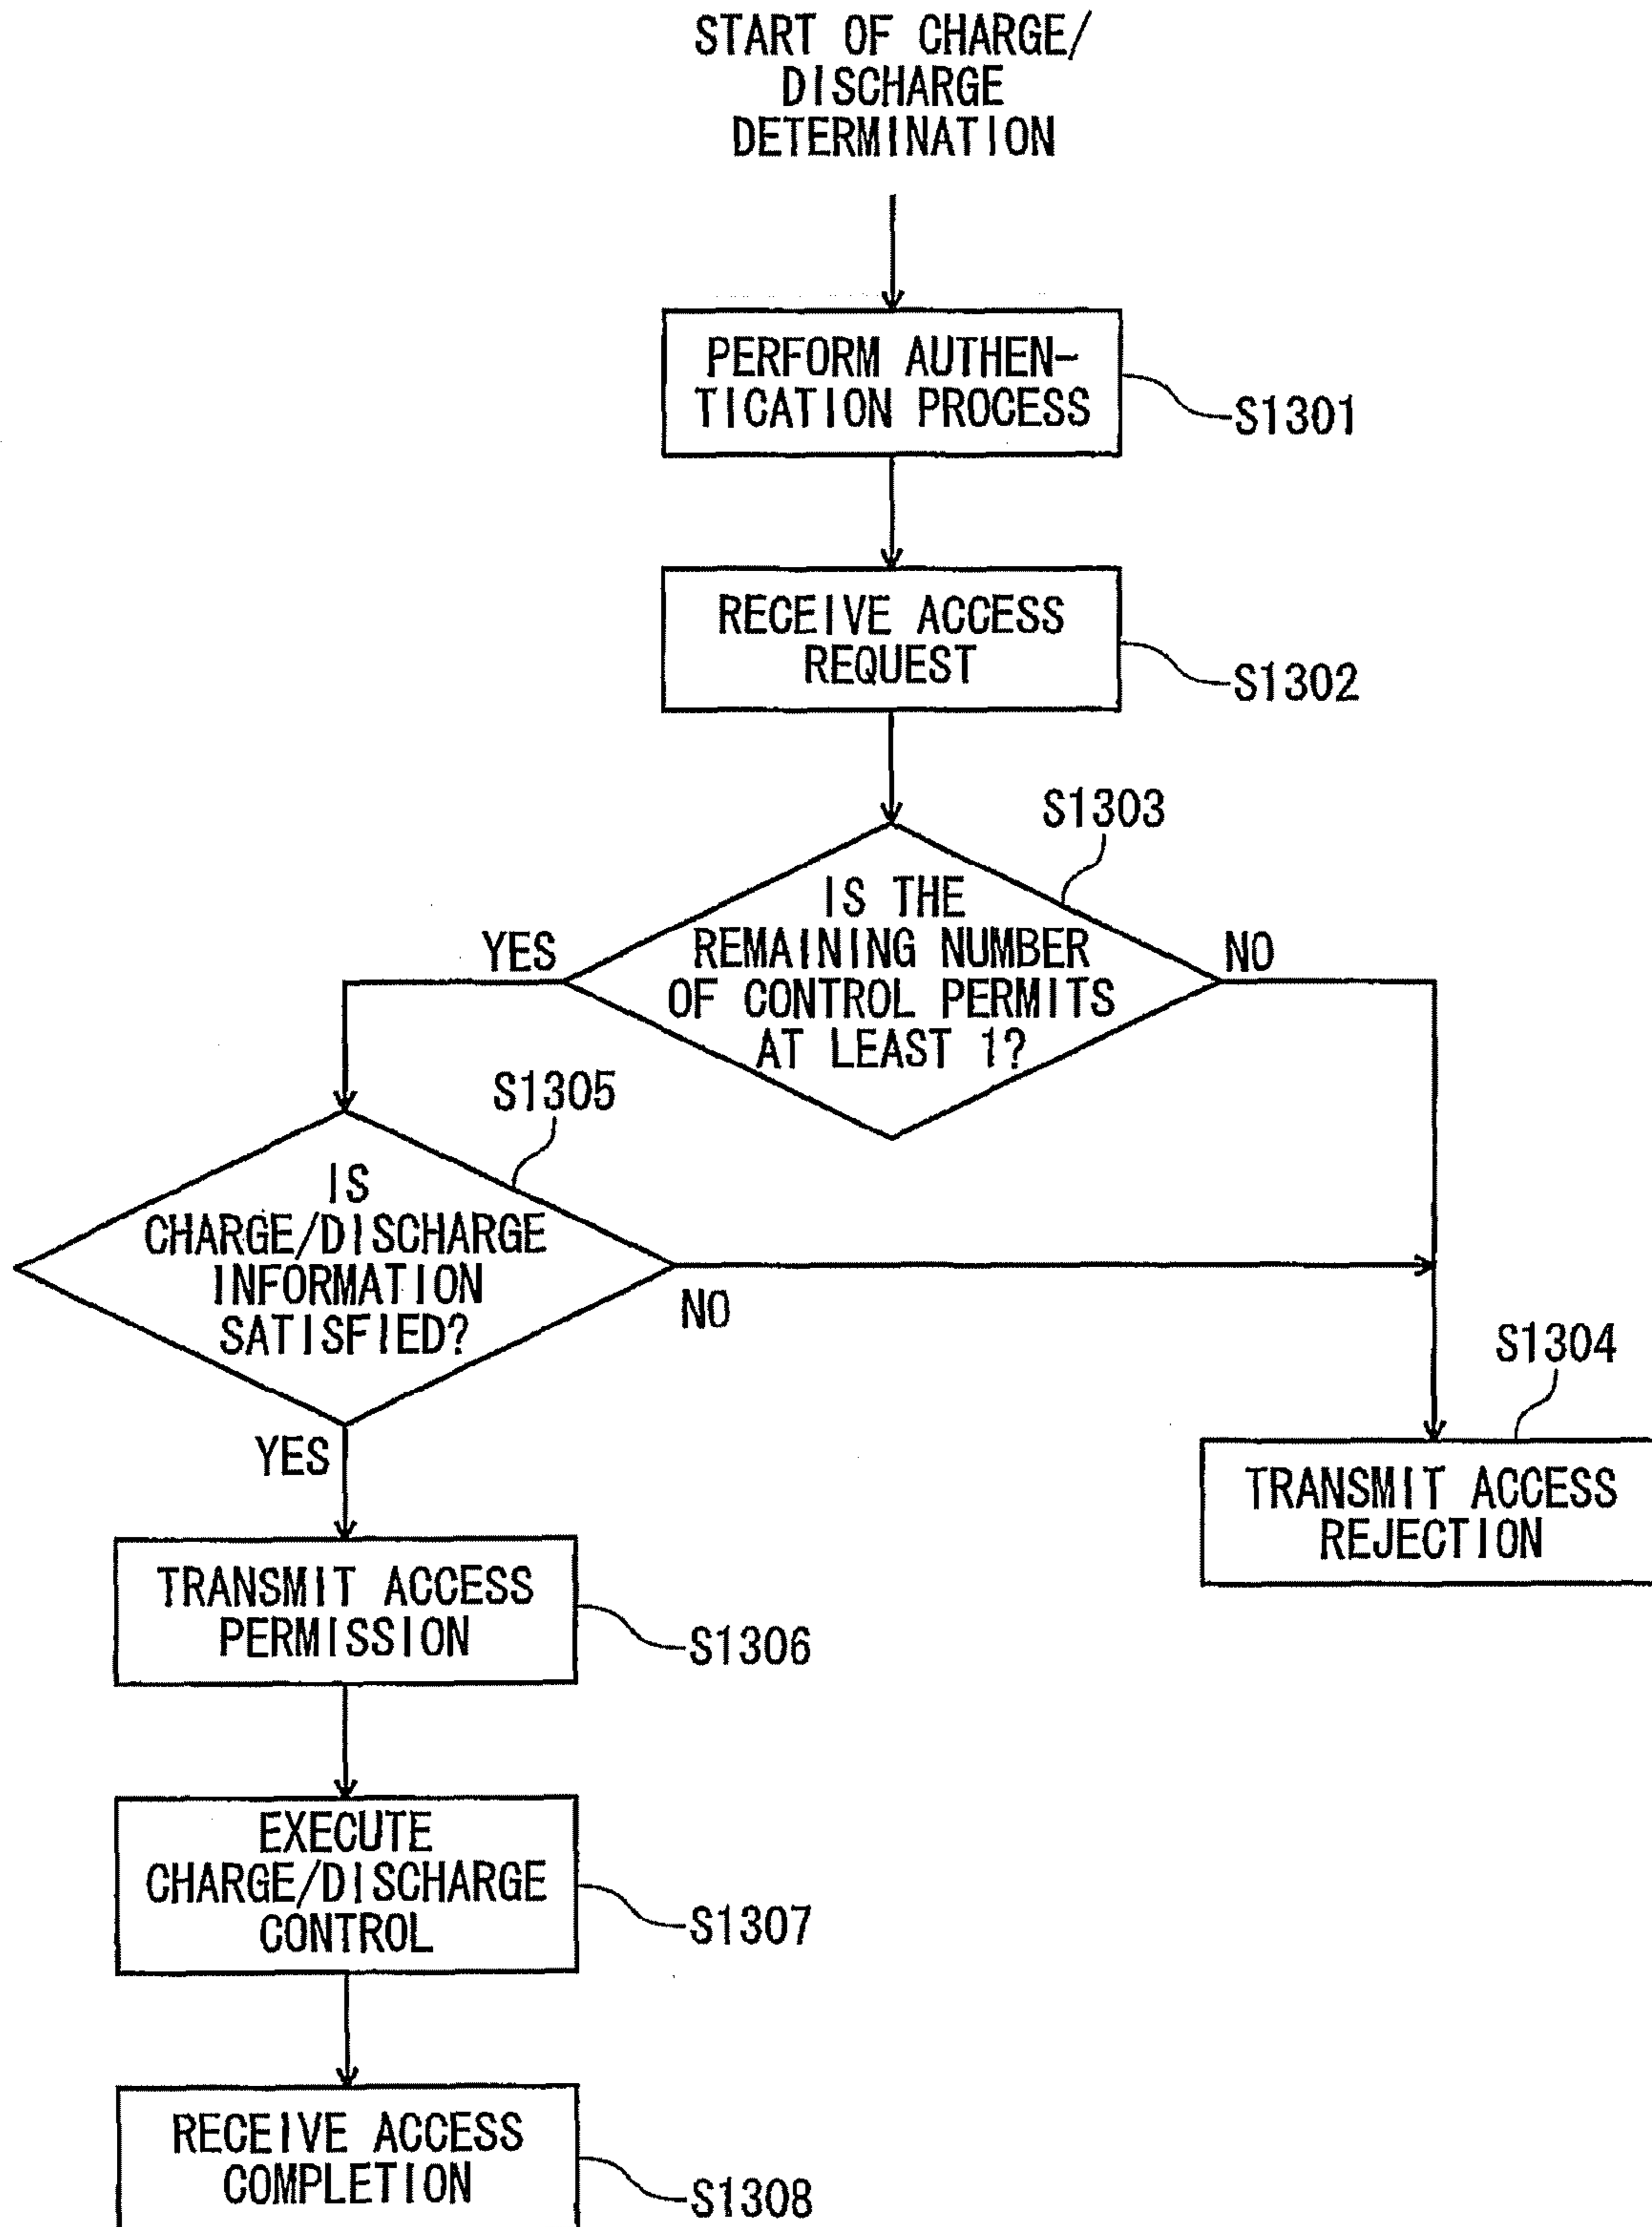 START OF CHARGE/
DISCHARGE
DETERMINATION
PERFORM AUTHEN-
TICATION PROCESS
S1301
RECEIVE ACCESS
REQUEST
S1302
S1303
IS THE
REMAINING NUMBER
OF CONTROL PERMITS
AT LEAST 1?
YES
NO
S1305
IS
CHARGE/DISCHARGE
INFORMATION
SATISFIED?
NO
YES
S1304
TRANSMIT ACCESS
REJECTION
TRANSMIT ACCESS
PERMISSION
S1306
EXECUTE
CHARGE/DISCHARGE
CONTROL
S1307
RECEIVE ACCESS
COMPLETION
S1308